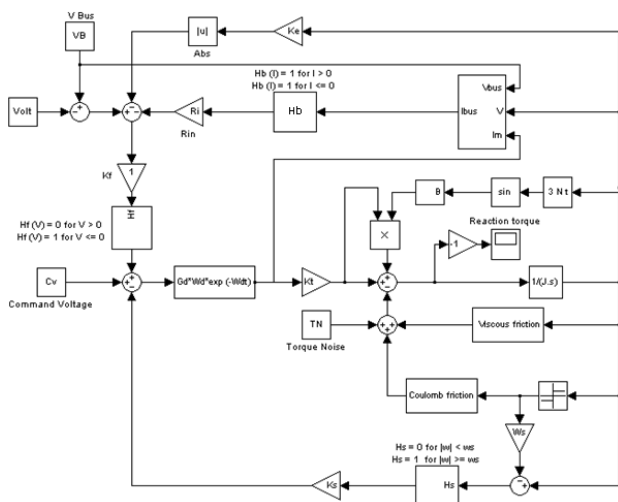 V Bus
VB
|u|
Abs
Ke
Volt
Hb (I) = 1 for I > 0
Hb (I) = 1 for I <= 0
Ri
Rin
Hb
Vbus
Ibus
V
Im
Kf
1
Hf (V) = 0 for V > 0
Hf (V) = 1 for V <= 0
Hf
B
sin
3 N t
Reaction torque
-1
×
Cv
Command Voltage
Gd*Wd*exp (-Wdt)
Kt
1/(J.s)
TN
Torque Noise
Viscous friction
Coulomb friction
Ws
Hs = 0 for |w| < ws
Hs = 1 for |w| >= ws
Ks
Hs